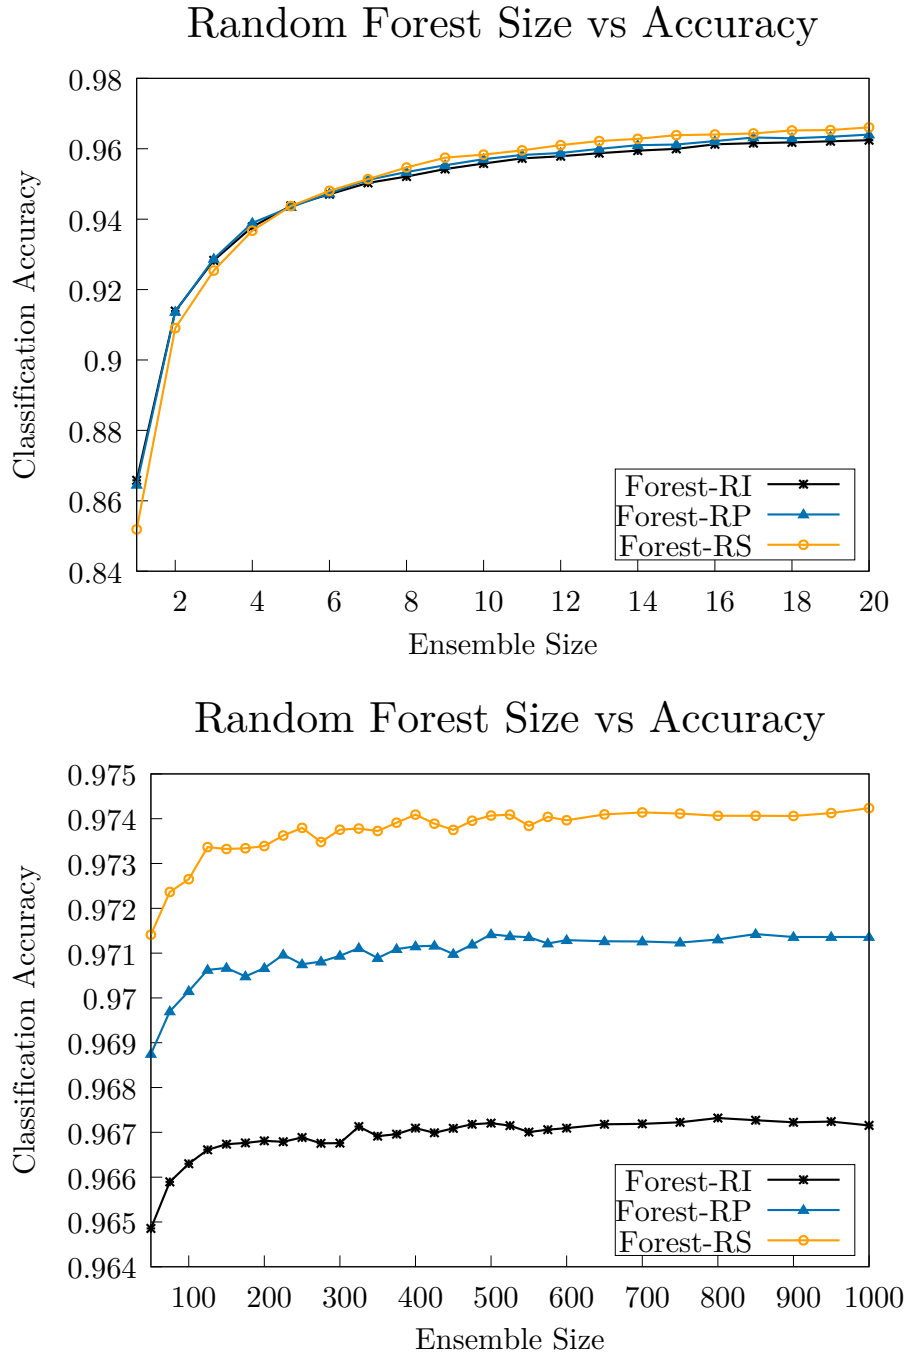 Random Forest Size vs Accuracy
0.98
0.96
0.94
0.92
0.9
0.88
0.86
0.84
Classification Accuracy
Forest-RI
Forest-RP
Forest-RS
2 4 6 8 10 12 14 16 18 20
Ensemble Size
Random Forest Size vs Accuracy
0.975
0.974
0.973
0.972
0.971
0.97
0.969
0.968
0.967
0.966
0.965
0.964
Classification Accuracy
Forest-RI
Forest-RP
Forest-RS
100 200 300 400 500 600 700 800 900 1000
Ensemble Size